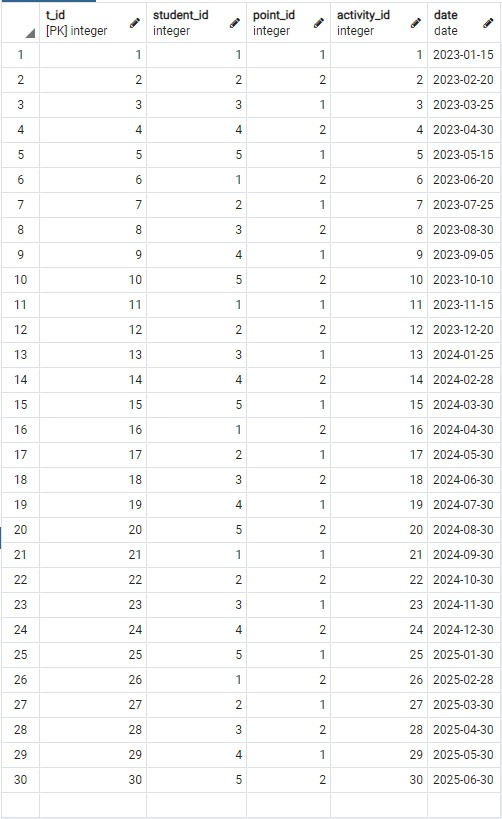 t_id student_id point_id activity_id date
[PK] integer integer integer integer date
1 1 1 1 1 2023-01-15
2 2 2 2 2 2023-02-20
3 3 3 1 3 2023-03-25
4 4 4 2 4 2023-04-30
5 5 5 1 5 2023-05-15
6 6 1 2 6 2023-06-20
7 7 2 1 7 2023-07-25
8 8 3 2 8 2023-08-30
9 9 4 1 9 2023-09-05
10 10 5 2 10 2023-10-10
11 11 1 1 11 2023-11-15
12 12 2 2 12 2023-12-20
13 13 3 1 13 2024-01-25
14 14 4 2 14 2024-02-28
15 15 5 1 15 2024-03-30
16 16 1 2 16 2024-04-30
17 17 2 1 17 2024-05-30
18 18 3 2 18 2024-06-30
19 19 4 1 19 2024-07-30
20 20 5 2 20 2024-08-30
21 21 1 1 21 2024-09-30
22 22 2 2 22 2024-10-30
23 23 3 1 23 2024-11-30
24 24 4 2 24 2024-12-30
25 25 5 1 25 2025-01-30
26 26 1 2 26 2025-02-28
27 27 2 1 27 2025-03-30
28 28 3 2 28 2025-04-30
29 29 4 1 29 2025-05-30
30 30 5 2 30 2025-06-30